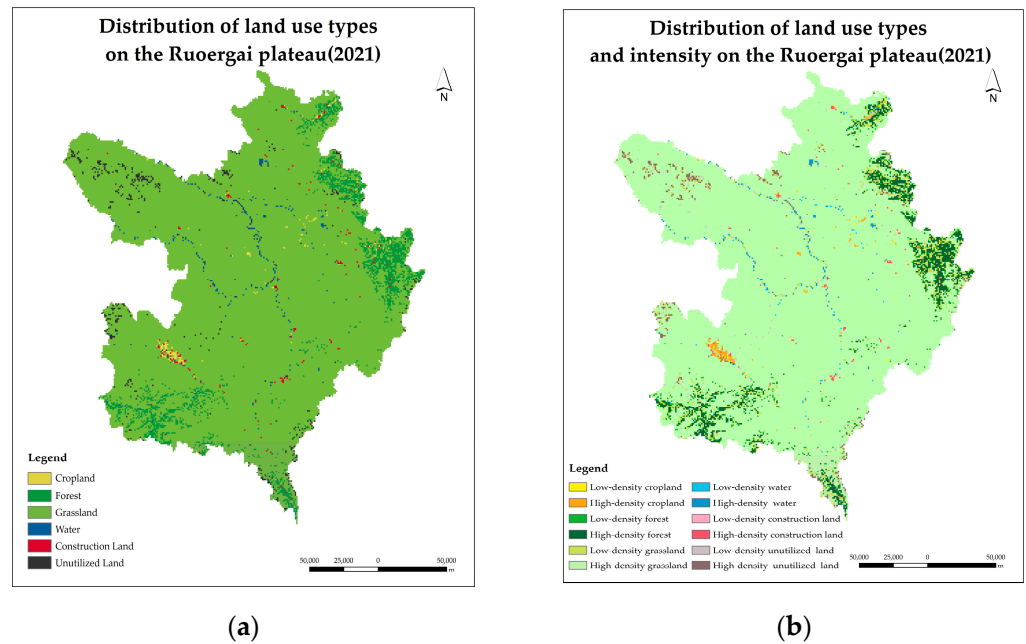 Distribution of land use types
on the Ruoergai plateau(2021)
N
Legend
Cropland
Forest
Grassland
Water
Construction Land
Unutilized Land
50,000 25,000 0 50,000
m
(a)
Distribution of land use types
and intensity on the Ruoergai plateau(2021)
N
Legend
Low-density cropland
High-density cropland
Low-density forest
High-density forest
Low-density grassland
High density grassland
Low-density water
High-density water
Low-density construction land
High-density construction land
Low-density unutilized land
High density unutilized land
50,000 25,000 0 50,000
m
(b)